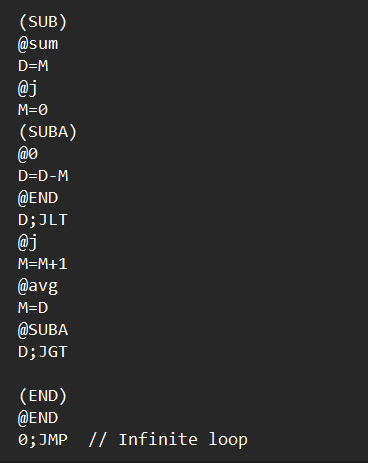 (SUB)
@sum
D=M
@j
M=0
(SUBA)
@0
D=D-M
@END
D;JLT
@j
M=M+1
@avg
M=D
@SUBA
D;JGT

(END)
@END
0;JMP  // Infinite loop